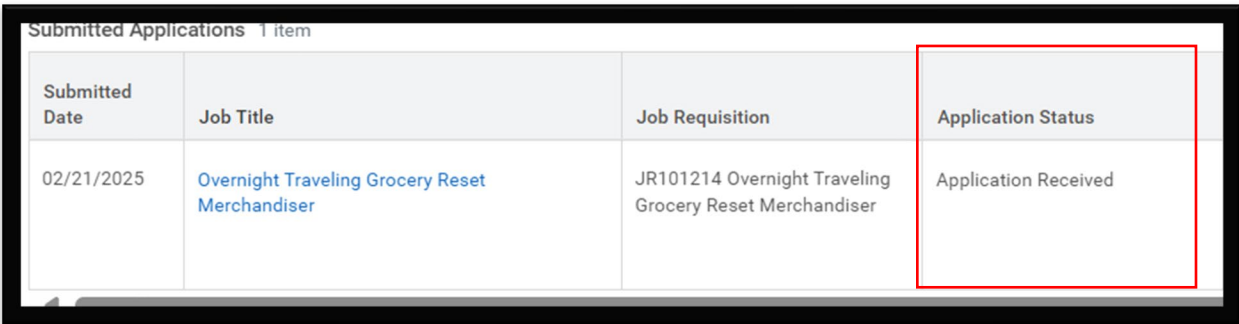 Submitted Applications 1 item
Submitted
Date
Job Title
Job Requisition
Application Status
02/21/2025
Overnight Traveling Grocery Reset
Merchandiser
JR101214 Overnight Traveling
Grocery Reset Merchandiser
Application Received